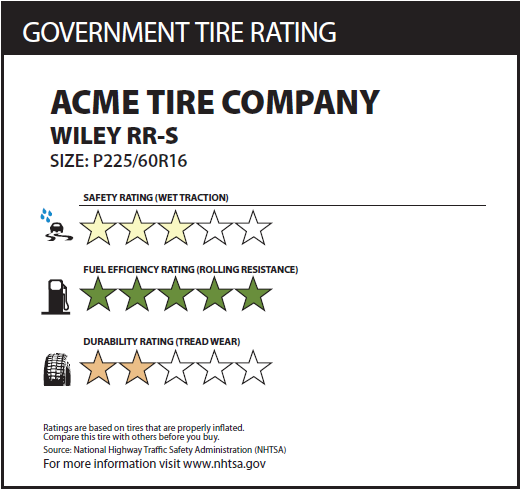 GOVERNMENT TIRE RATING
ACME TIRE COMPANY
WILEY RR-S
SIZE: P225/60R16
SAFETY RATING (WET TRACTION)
FUEL EFFICIENCY RATING (ROLLING RESISTANCE)
DURABILITY RATING (TREAD WEAR)
Ratings are based on tires that are properly inflated.
Compare this tire with others before you buy.
Source: National Highway Traffic Safety Administration (NHTSA)
For more information visit www.nhtsa.gov